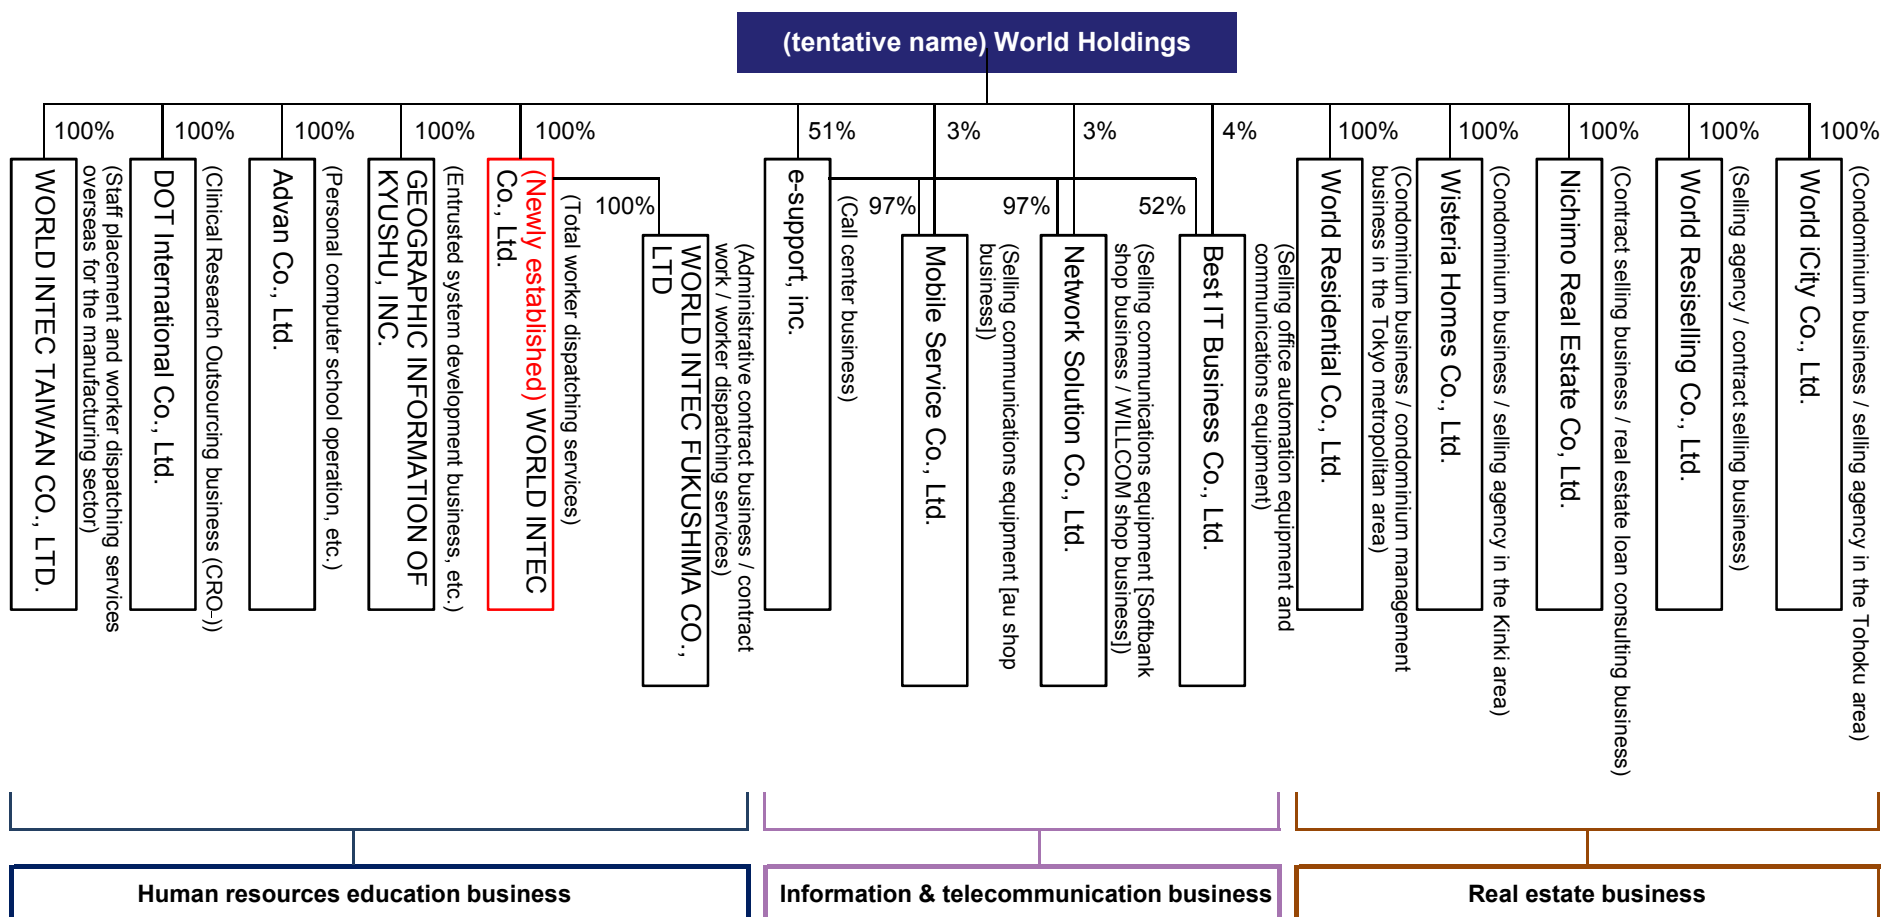 (tentative name) World Holdings
100%
100%
100%
100%
100%
51%
3%
3%
4%
100%
100%
100%
100%
100%
WORLD INTEC TAIWAN CO., LTD.
(Staff placement and worker dispatching services
overseas for the manufacturing sector)
DOT International Co., Ltd.
(Clinical Research Outsourcing business (CRO-))
Advan Co., Ltd.
(Personal computer school operation, etc.)
GEOGRAPHIC INFORMATION OF
KYUSHU, INC.
(Entrusted system development business, etc.)
(Newly established) WORLD INTEC
Co., Ltd.
(Total worker dispatching services)
100%
WORLD INTEC FUKUSHIMA CO.,
LTD
(Administrative contract business / contract
work / worker dispatching services)
e-support, inc.
(Call center business)
97%
Mobile Service Co., Ltd.
(Selling communications equipment [au shop
business])
97%
Network Solution Co., Ltd.
(Selling communications equipment [Softbank
shop business / WILLCOM shop business])
52%
Best IT Business Co., Ltd.
(Selling office automation equipment and
communications equipment)
World Residential Co., Ltd.
(Condominium business / condominium management
business in the Tokyo metropolitan area)
Wisteria Homes Co., Ltd.
(Condominium business / selling agency in the Kinki area)
Nichimo Real Estate Co, Ltd.
(Contract selling business / real estate loan consulting business)
World Resiselling Co., Ltd.
(Selling agency / contract selling business)
World iCity Co., Ltd.
(Condominium business / selling agency in the Tohoku area)
Human resources education business
Information & telecommunication business
Real estate business